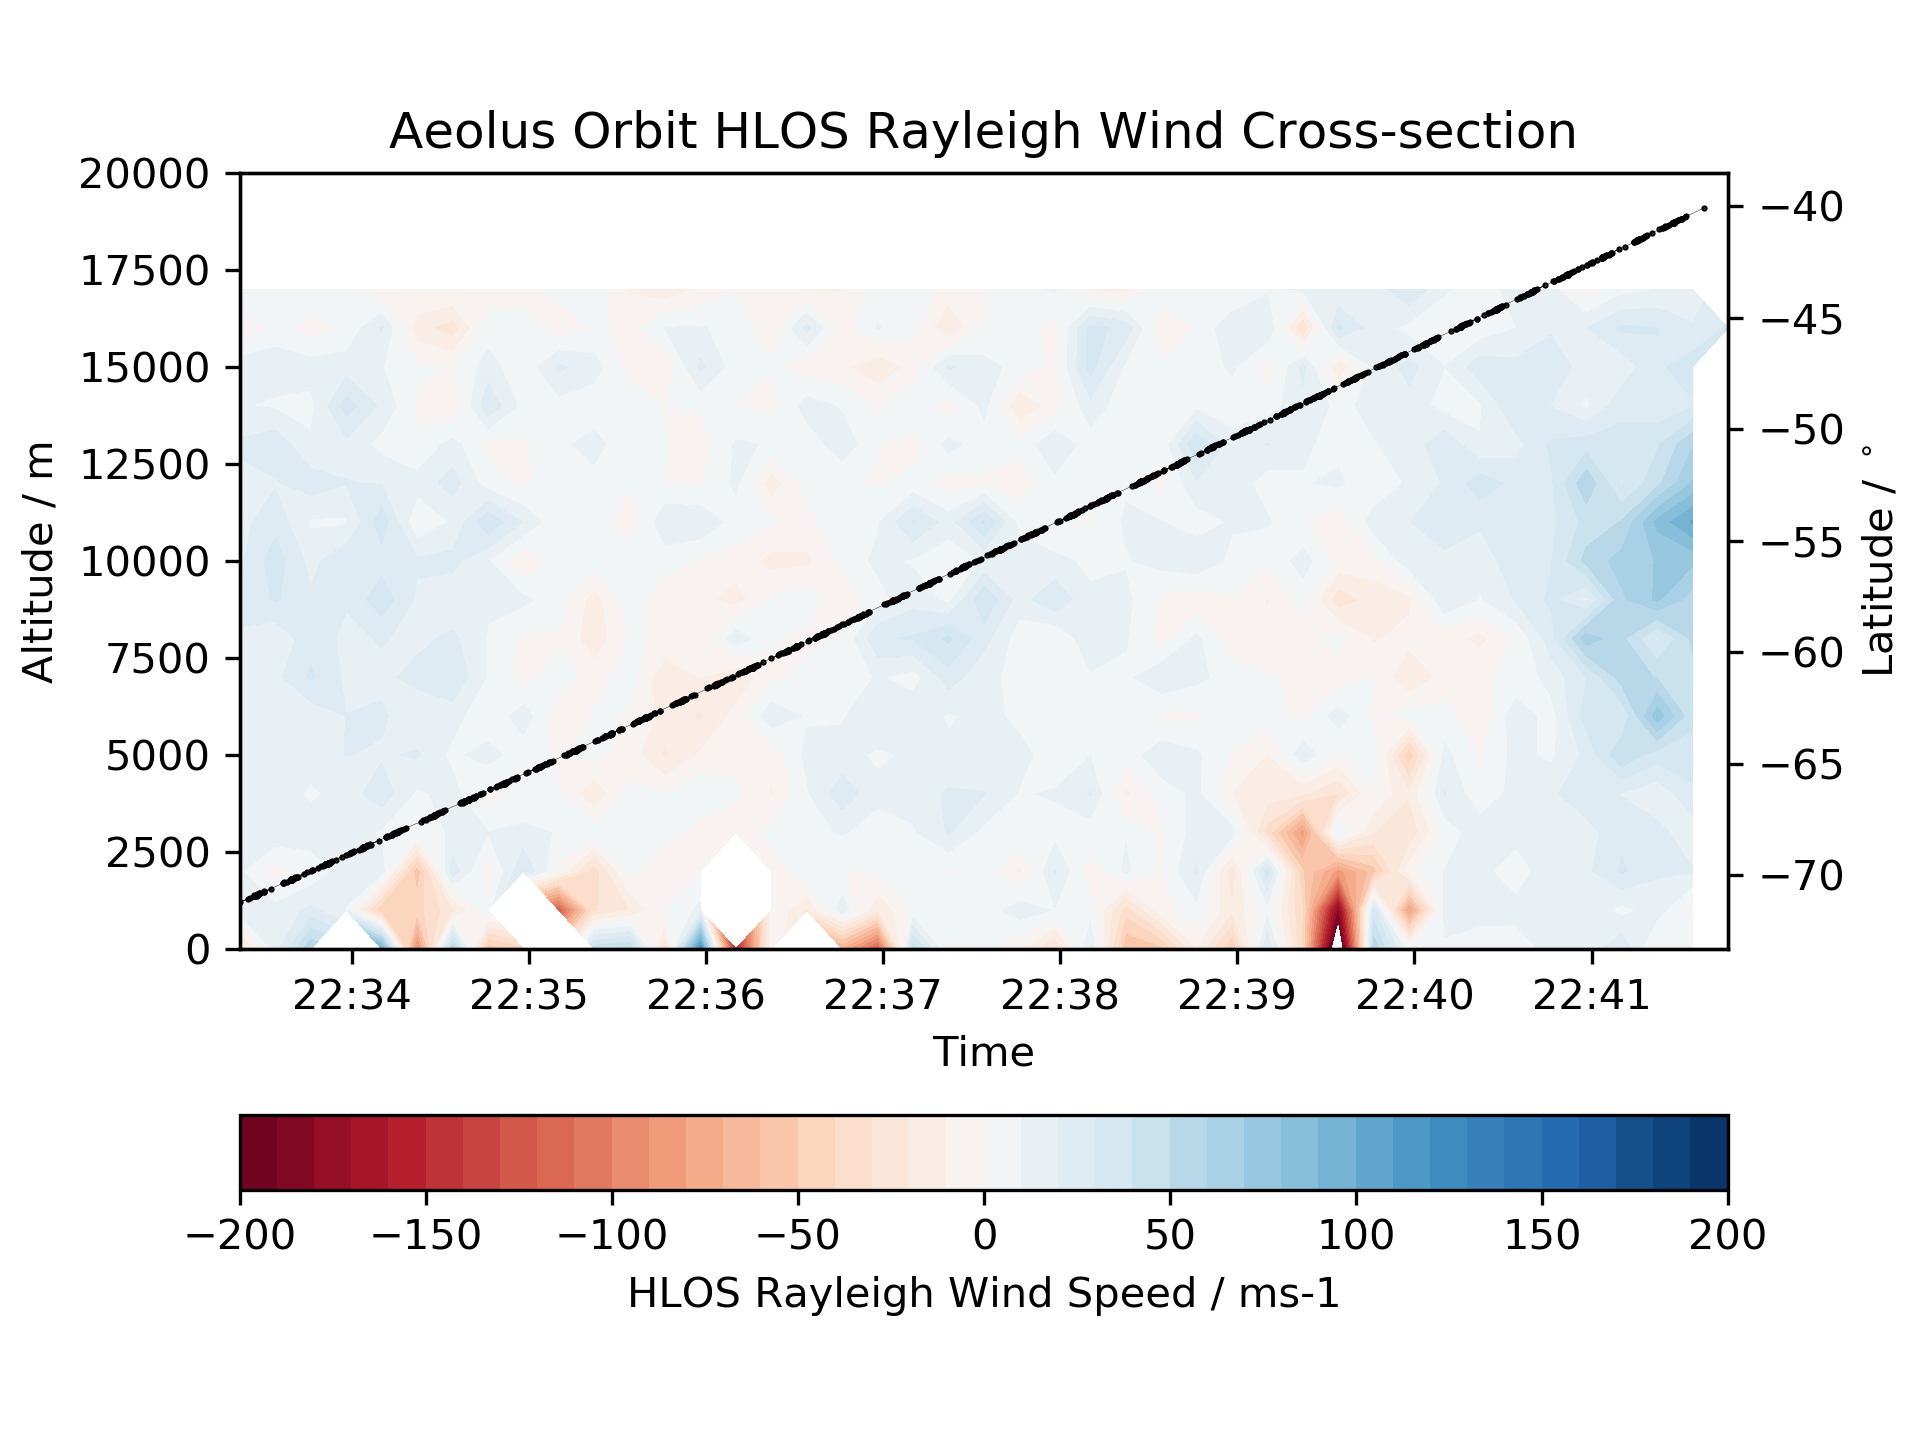 Aeolus Orbit HLOS Rayleigh Wind Cross-section
20000
17500
15000
12500
10000
7500
5000
2500
0
Altitude / m
−40
−45
−50
−55
−60
−65
−70
Latitude / °
22:34 22:35 22:36 22:37 22:38 22:39 22:40 22:41
Time
−200 −150 −100 −50 0 50 100 150 200
HLOS Rayleigh Wind Speed / ms-1